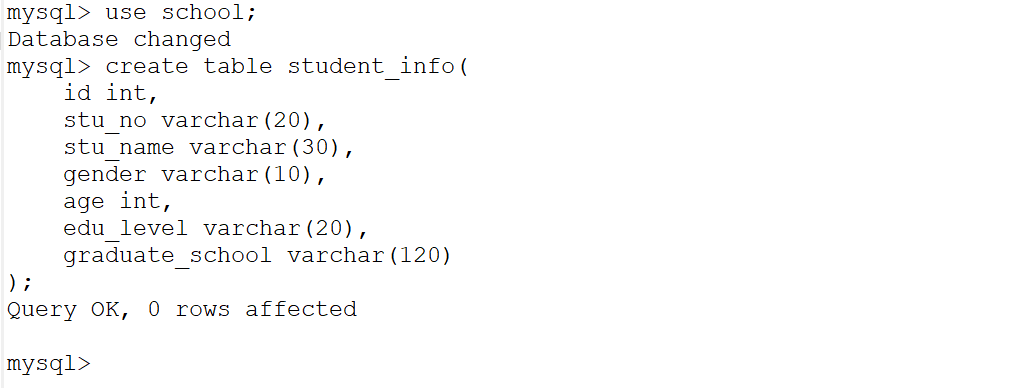 mysql> use school;
Database changed
mysql> create table student_info(
    id int,
    stu_no varchar(20),
    stu_name varchar(30),
    gender varchar(10),
    age int,
    edu_level varchar(20),
    graduate_school varchar(120)
);
Query OK, 0 rows affected
mysql>